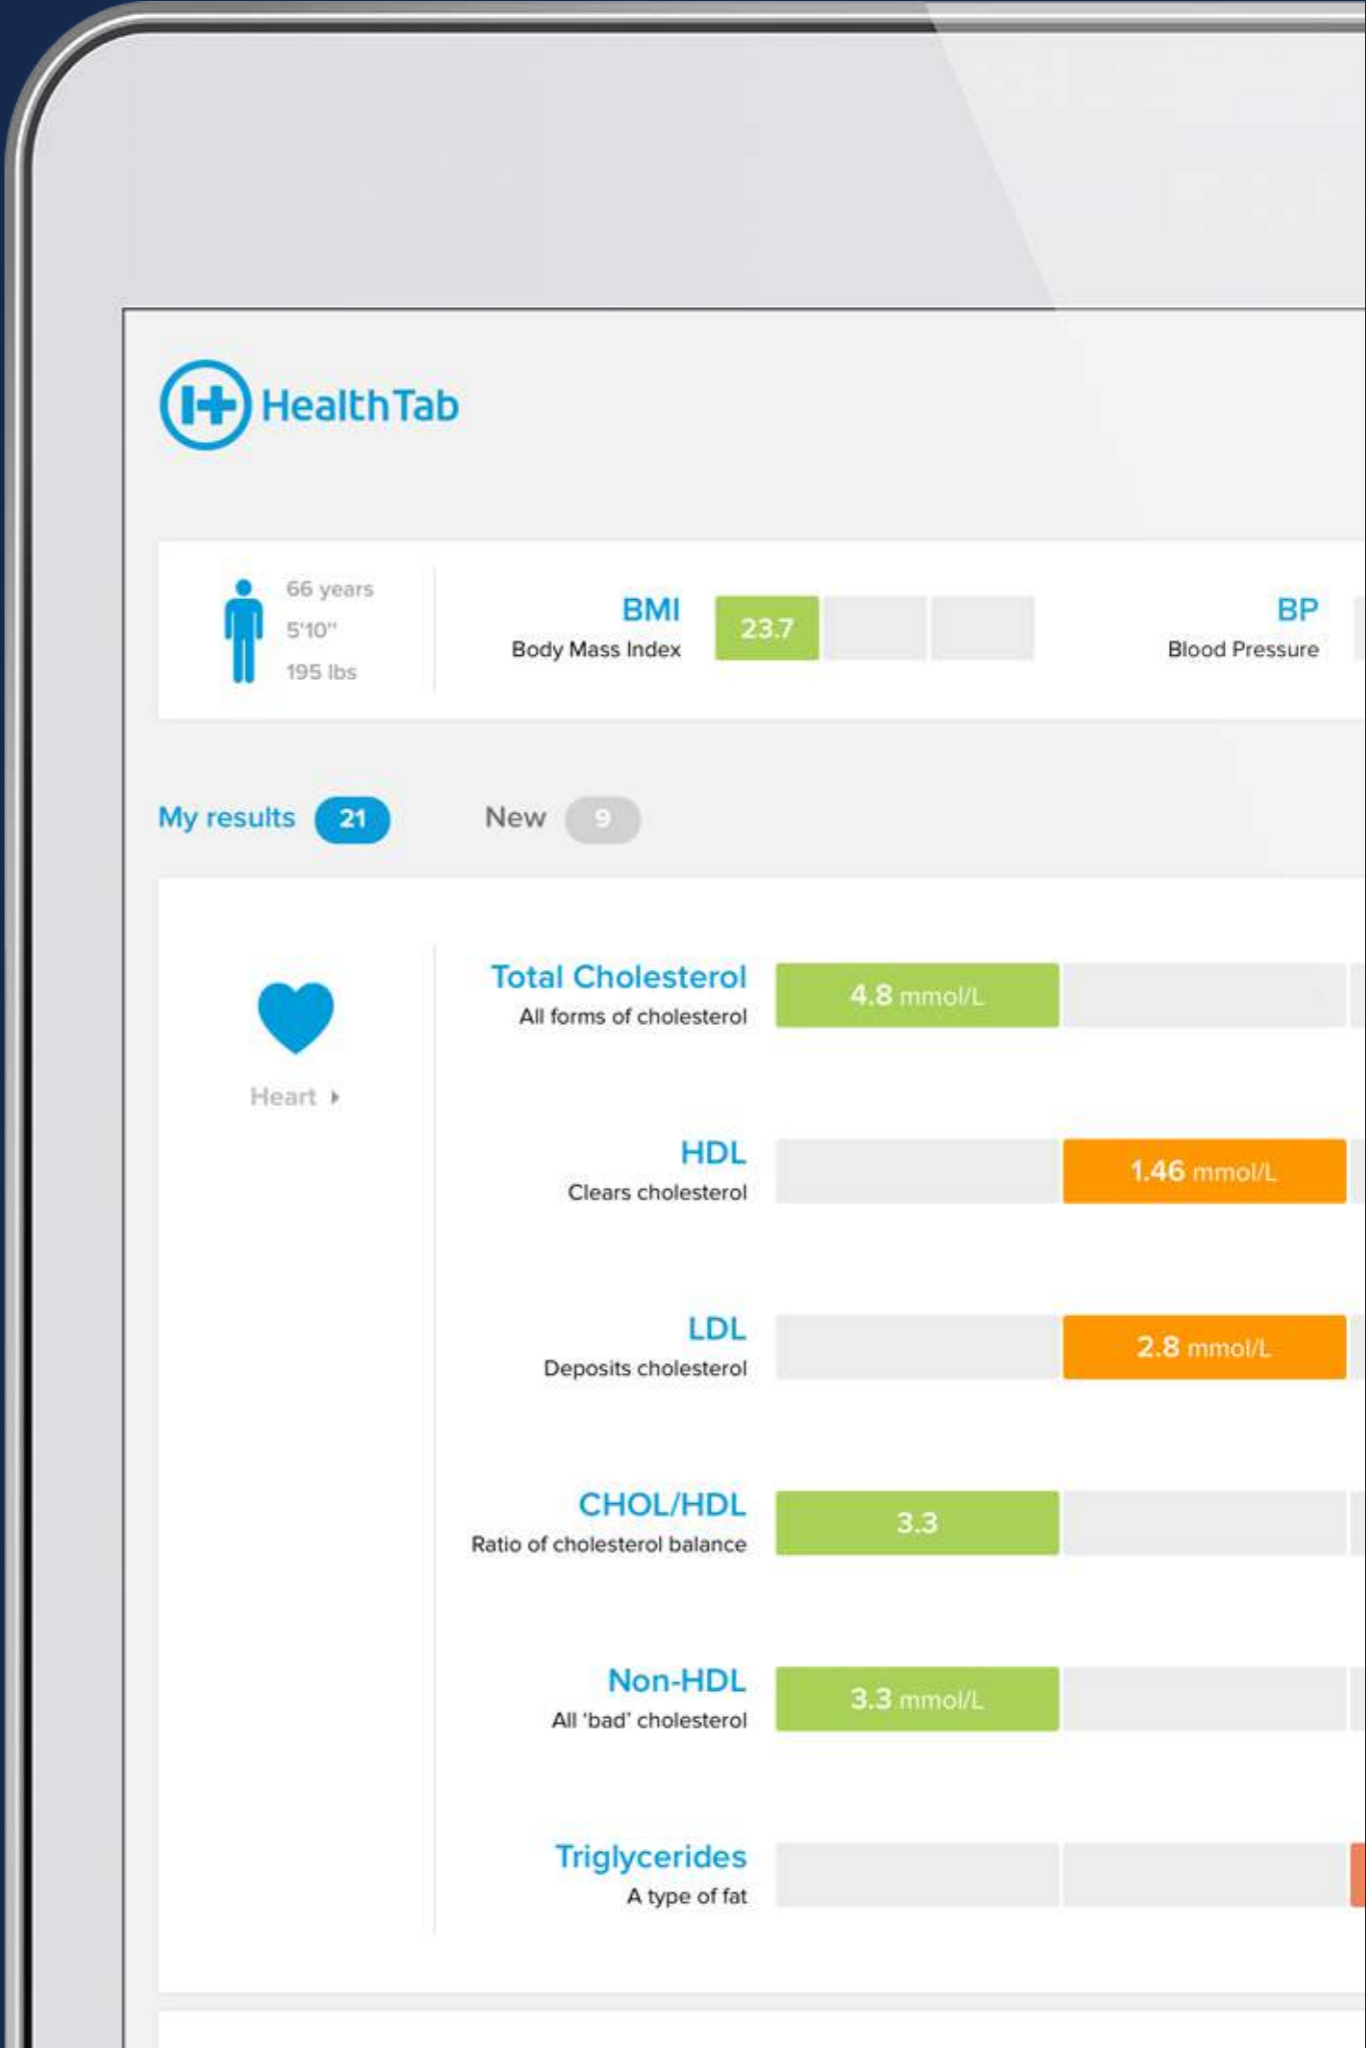 HealthTab
66 years
5'10"
195 lbs
BMI
Body Mass Index
23.7
BP
Blood Pressure
My results 21
New 9
Heart
Total Cholesterol
All forms of cholesterol
4.8 mmol/L
HDL
Clears cholesterol
1.46 mmol/L
LDL
Deposits cholesterol
2.8 mmol/L
CHOL/HDL
Ratio of cholesterol balance
3.3
Non-HDL
All ‘bad’ cholesterol
3.3 mmol/L
Triglycerides
A type of fat